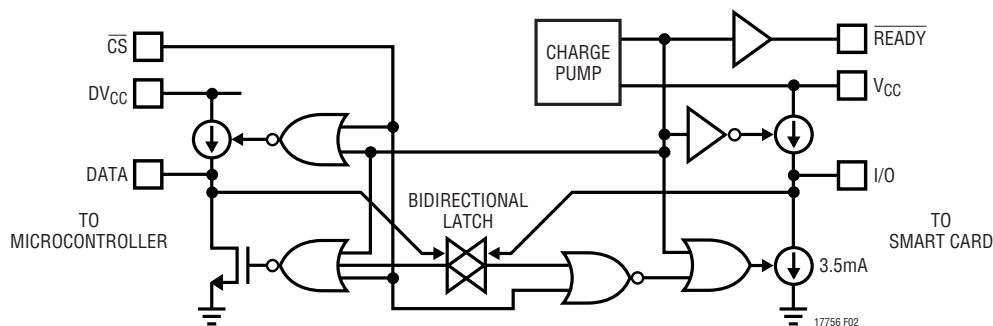 CS
READY
CHARGE
PUMP
DVCC
VCC
DATA
I/O
BIDIRECTIONAL
LATCH
TO
MICROCONTROLLER
TO
SMART CARD
3.5mA
17756 F02